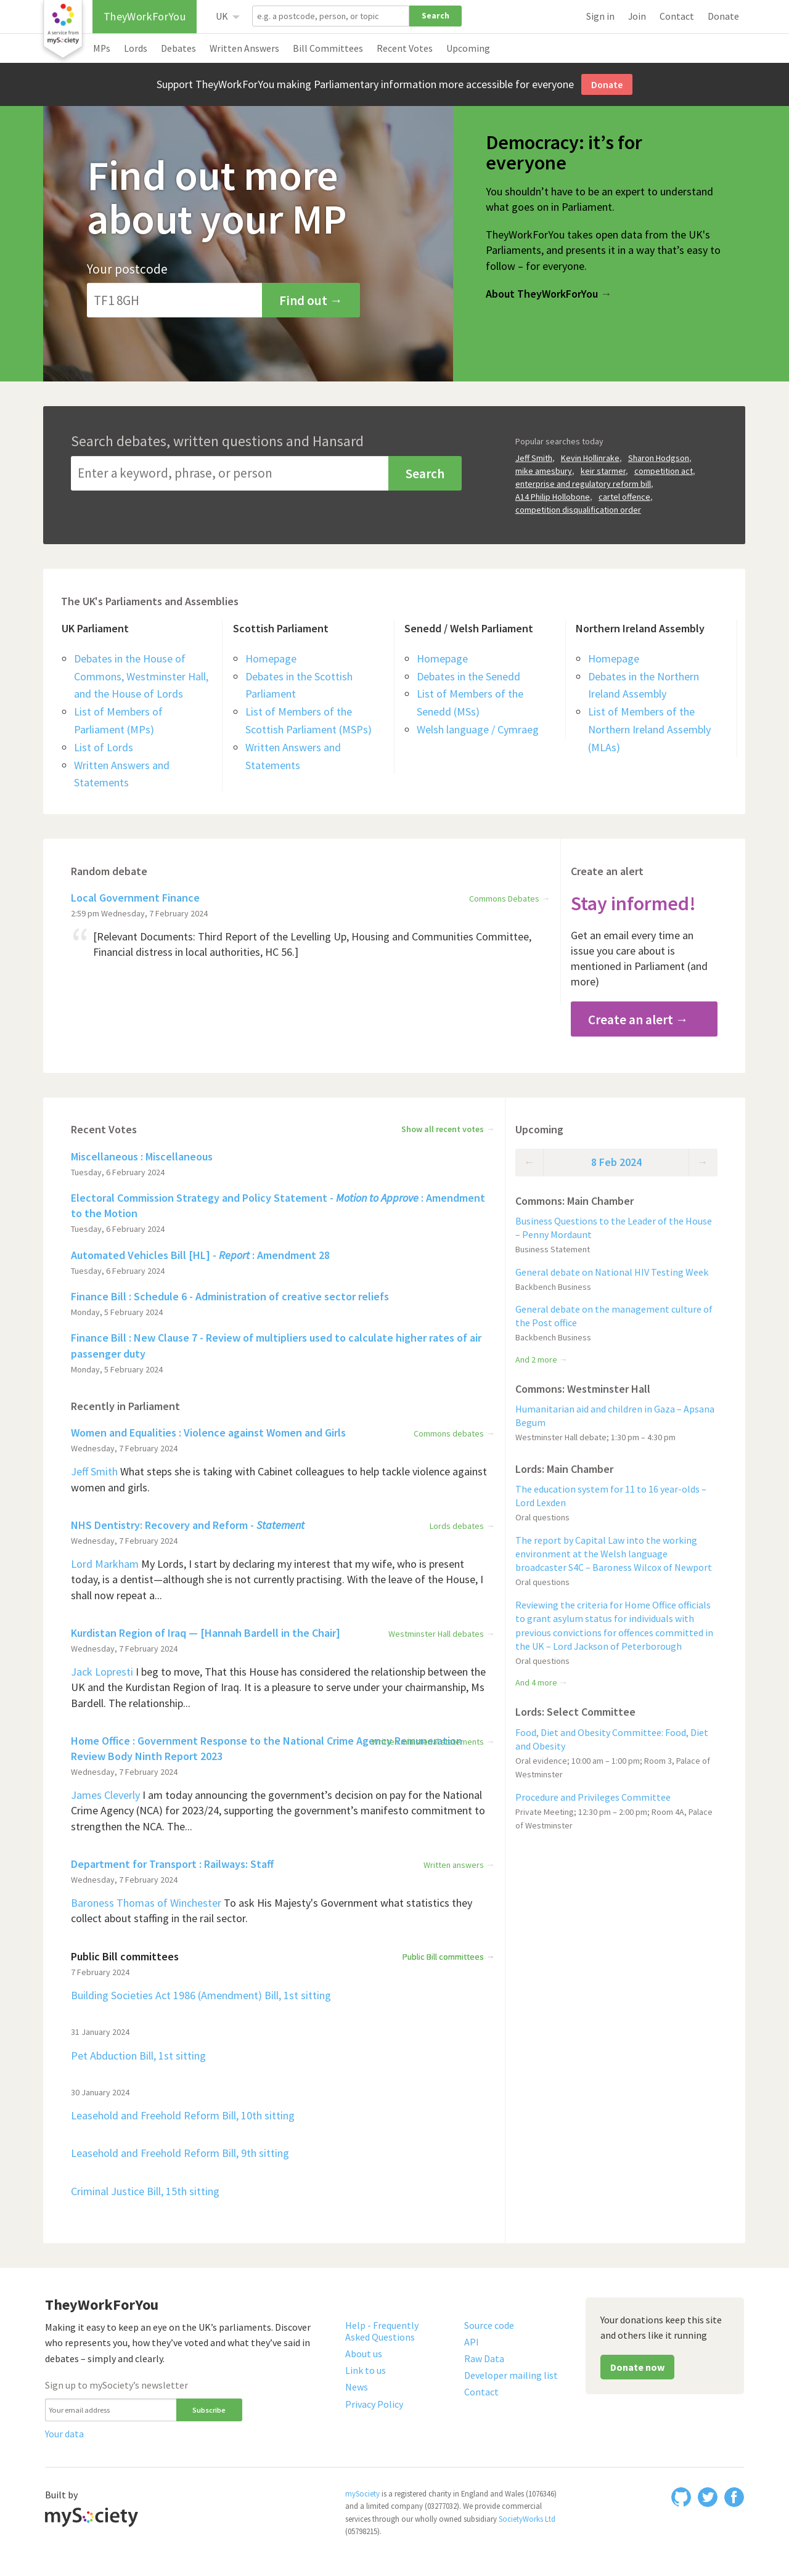 A service from
mySociety
TheyWorkForYou
UK
e.g. a postcode, person, or topic
Search
Sign in
Join
Contact
Donate
MPs
Lords
Debates
Written Answers
Bill Committees
Recent Votes
Upcoming
Support TheyWorkForYou making Parliamentary information more accessible for everyone
Donate
Find out more
about your MP
Your postcode
TF1 8GH
Find out →
Democracy: it’s for
everyone
You shouldn’t have to be an expert to understand
what goes on in Parliament.
TheyWorkForYou takes open data from the UK's
Parliaments, and presents it in a way that’s easy to
follow – for everyone.
About TheyWorkForYou →
Search debates, written questions and Hansard
Enter a keyword, phrase, or person
Search
Popular searches today
Jeff Smith, Kevin Hollinrake, Sharon Hodgson,
mike amesbury, keir starmer, competition act,
enterprise and regulatory reform bill,
A14 Philip Hollobone, cartel offence,
competition disqualification order
The UK's Parliaments and Assemblies
UK Parliament
Debates in the House of
Commons, Westminster Hall,
and the House of Lords
List of Members of
Parliament (MPs)
List of Lords
Written Answers and
Statements
Scottish Parliament
Homepage
Debates in the Scottish
Parliament
List of Members of the
Scottish Parliament (MSPs)
Written Answers and
Statements
Senedd / Welsh Parliament
Homepage
Debates in the Senedd
List of Members of the
Senedd (MSs)
Welsh language / Cymraeg
Northern Ireland Assembly
Homepage
Debates in the Northern
Ireland Assembly
List of Members of the
Northern Ireland Assembly
(MLAs)
Random debate
Local Government Finance
Commons Debates →
2:59 pm Wednesday, 7 February 2024
[Relevant Documents: Third Report of the Levelling Up, Housing and Communities Committee,
Financial distress in local authorities, HC 56.]
Create an alert
Stay informed!
Get an email every time an
issue you care about is
mentioned in Parliament (and
more)
Create an alert →
Recent Votes
Show all recent votes →
Miscellaneous : Miscellaneous
Tuesday, 6 February 2024
Electoral Commission Strategy and Policy Statement - Motion to Approve : Amendment
to the Motion
Tuesday, 6 February 2024
Automated Vehicles Bill [HL] - Report : Amendment 28
Tuesday, 6 February 2024
Finance Bill : Schedule 6 - Administration of creative sector reliefs
Monday, 5 February 2024
Finance Bill : New Clause 7 - Review of multipliers used to calculate higher rates of air
passenger duty
Monday, 5 February 2024
Recently in Parliament
Women and Equalities : Violence against Women and Girls
Commons debates →
Wednesday, 7 February 2024
Jeff Smith What steps she is taking with Cabinet colleagues to help tackle violence against
women and girls.
NHS Dentistry: Recovery and Reform - Statement
Lords debates →
Wednesday, 7 February 2024
Lord Markham My Lords, I start by declaring my interest that my wife, who is present
today, is a dentist—although she is not currently practising. With the leave of the House, I
shall now repeat a...
Kurdistan Region of Iraq — [Hannah Bardell in the Chair]
Westminster Hall debates →
Wednesday, 7 February 2024
Jack Lopresti I beg to move, That this House has considered the relationship between the
UK and the Kurdistan Region of Iraq. It is a pleasure to serve under your chairmanship, Ms
Bardell. The relationship...
Home Office : Government Response to the National Crime Agency Remuneration
Review Body Ninth Report 2023
Wednesday, 7 February 2024
James Cleverly I am today announcing the government’s decision on pay for the National
Crime Agency (NCA) for 2023/24, supporting the government’s manifesto commitment to
strengthen the NCA. The...
Department for Transport : Railways: Staff
Written answers →
Wednesday, 7 February 2024
Baroness Thomas of Winchester To ask His Majesty's Government what statistics they
collect about staffing in the rail sector.
Public Bill committees
Public Bill committees →
7 February 2024
Building Societies Act 1986 (Amendment) Bill, 1st sitting
31 January 2024
Pet Abduction Bill, 1st sitting
30 January 2024
Leasehold and Freehold Reform Bill, 10th sitting
Leasehold and Freehold Reform Bill, 9th sitting
Criminal Justice Bill, 15th sitting
Upcoming
← 8 Feb 2024 →
Commons: Main Chamber
Business Questions to the Leader of the House
– Penny Mordaunt
Business Statement
General debate on National HIV Testing Week
Backbench Business
General debate on the management culture of
the Post office
Backbench Business
And 2 more →
Commons: Westminster Hall
Humanitarian aid and children in Gaza – Apsana
Begum
Westminster Hall debate; 1:30 pm – 4:30 pm
Lords: Main Chamber
The education system for 11 to 16 year-olds –
Lord Lexden
Oral questions
The report by Capital Law into the working
environment at the Welsh language
broadcaster S4C – Baroness Wilcox of Newport
Oral questions
Reviewing the criteria for Home Office officials
to grant asylum status for individuals with
previous convictions for offences committed in
the UK – Lord Jackson of Peterborough
Oral questions
And 4 more →
Lords: Select Committee
Food, Diet and Obesity Committee: Food, Diet
and Obesity
Oral evidence; 10:00 am – 1:00 pm; Room 3, Palace of
Westminster
Procedure and Privileges Committee
Private Meeting; 12:30 pm – 2:00 pm; Room 4A, Palace
of Westminster
TheyWorkForYou
Making it easy to keep an eye on the UK’s parliaments. Discover
who represents you, how they’ve voted and what they’ve said in
debates – simply and clearly.
Sign up to mySociety’s newsletter
Your email address
Subscribe
Your data
Help - Frequently
Asked Questions
About us
Link to us
News
Privacy Policy
Source code
API
Raw Data
Developer mailing list
Contact
Your donations keep this site
and others like it running
Donate now
Built by
mySociety
mySociety is a registered charity in England and Wales (1076346)
and a limited company (03277032). We provide commercial
services through our wholly owned subsidiary SocietyWorks Ltd
(05798215).